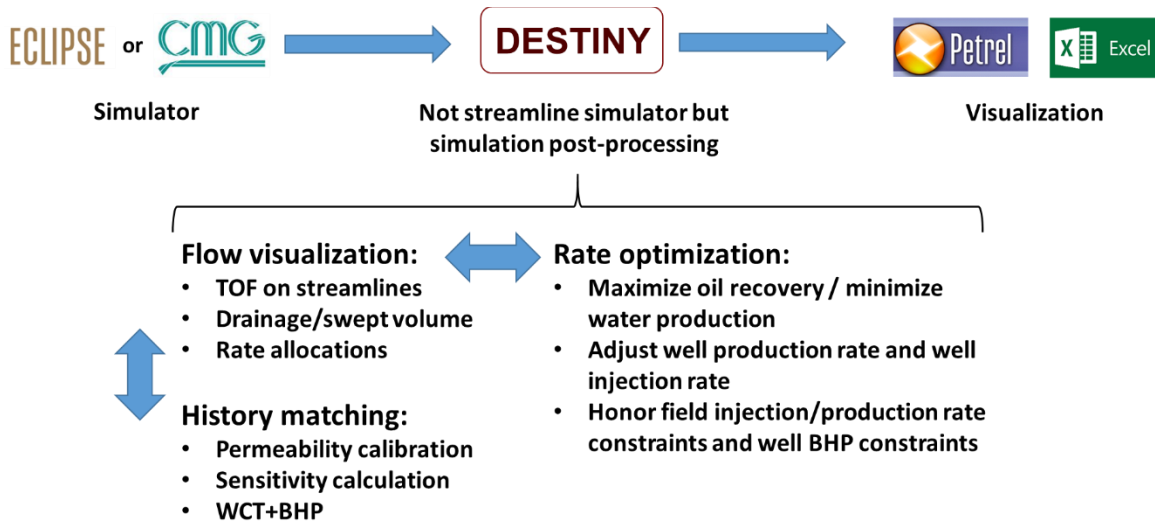 ECLIPSE or CMG
DESTINY
Petrel
Excel
Simulator
Not streamline simulator but
simulation post-processing
Visualization
Flow visualization:
• TOF on streamlines
• Drainage/swept volume
• Rate allocations
History matching:
• Permeability calibration
• Sensitivity calculation
• WCT+BHP
Rate optimization:
• Maximize oil recovery / minimize
water production
• Adjust well production rate and well
injection rate
• Honor field injection/production rate
constraints and well BHP constraints